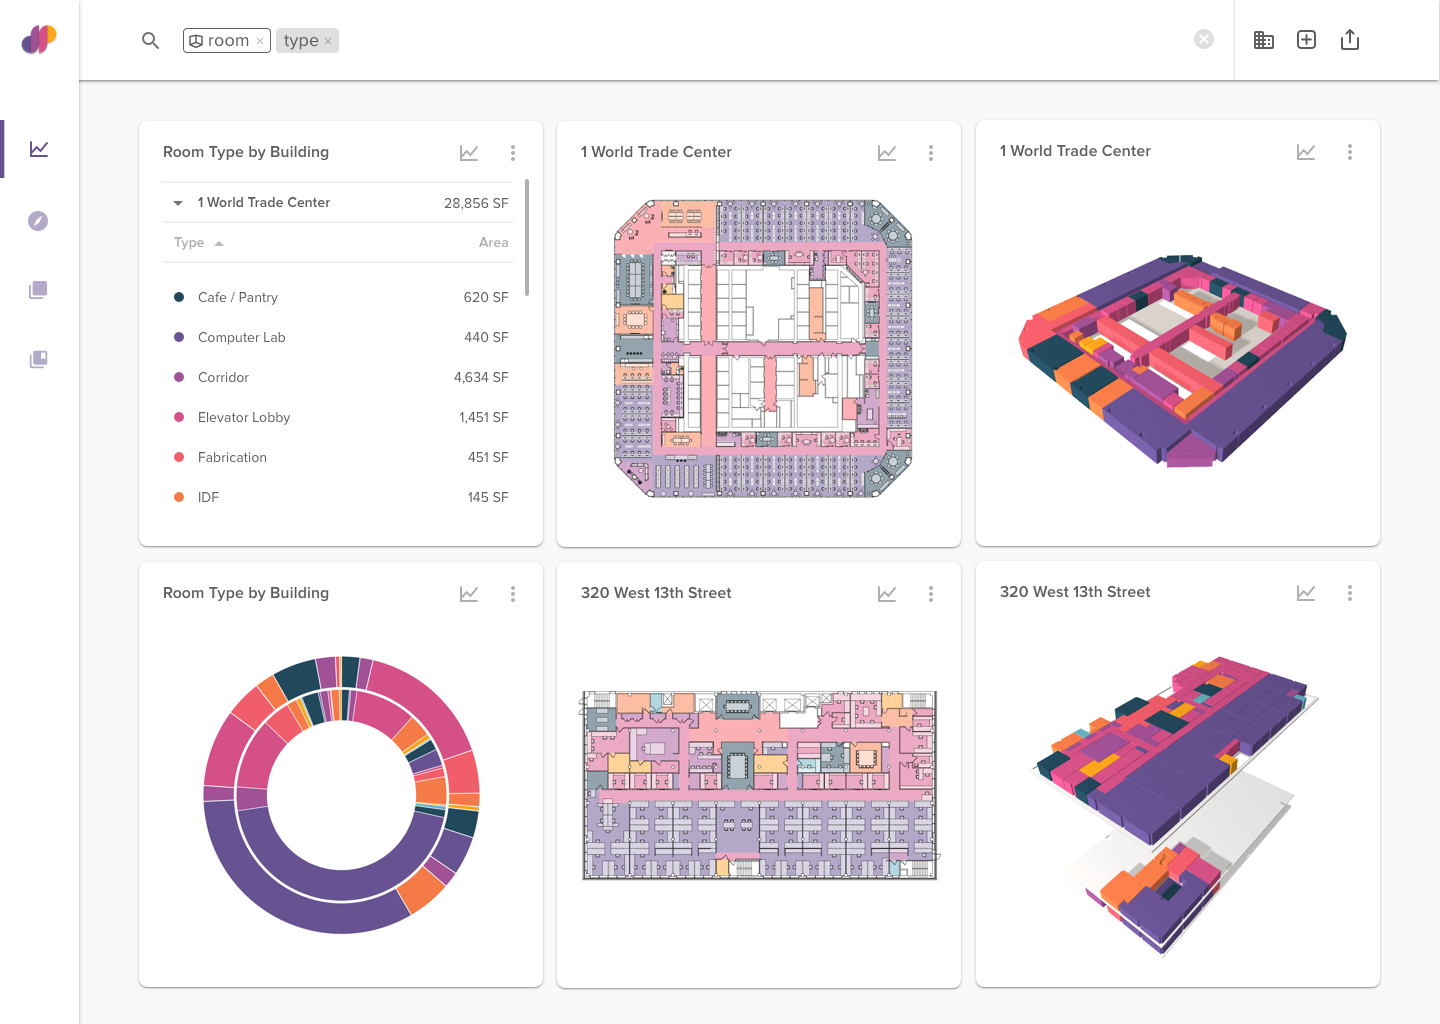 room × type ×
Room Type by Building
1 World Trade Center 28,856 SF
Type Area
Cafe / Pantry 620 SF
Computer Lab 440 SF
Corridor 4,634 SF
Elevator Lobby 1,451 SF
Fabrication 451 SF
IDF 145 SF
1 World Trade Center
1 World Trade Center
Room Type by Building
320 West 13th Street
320 West 13th Street